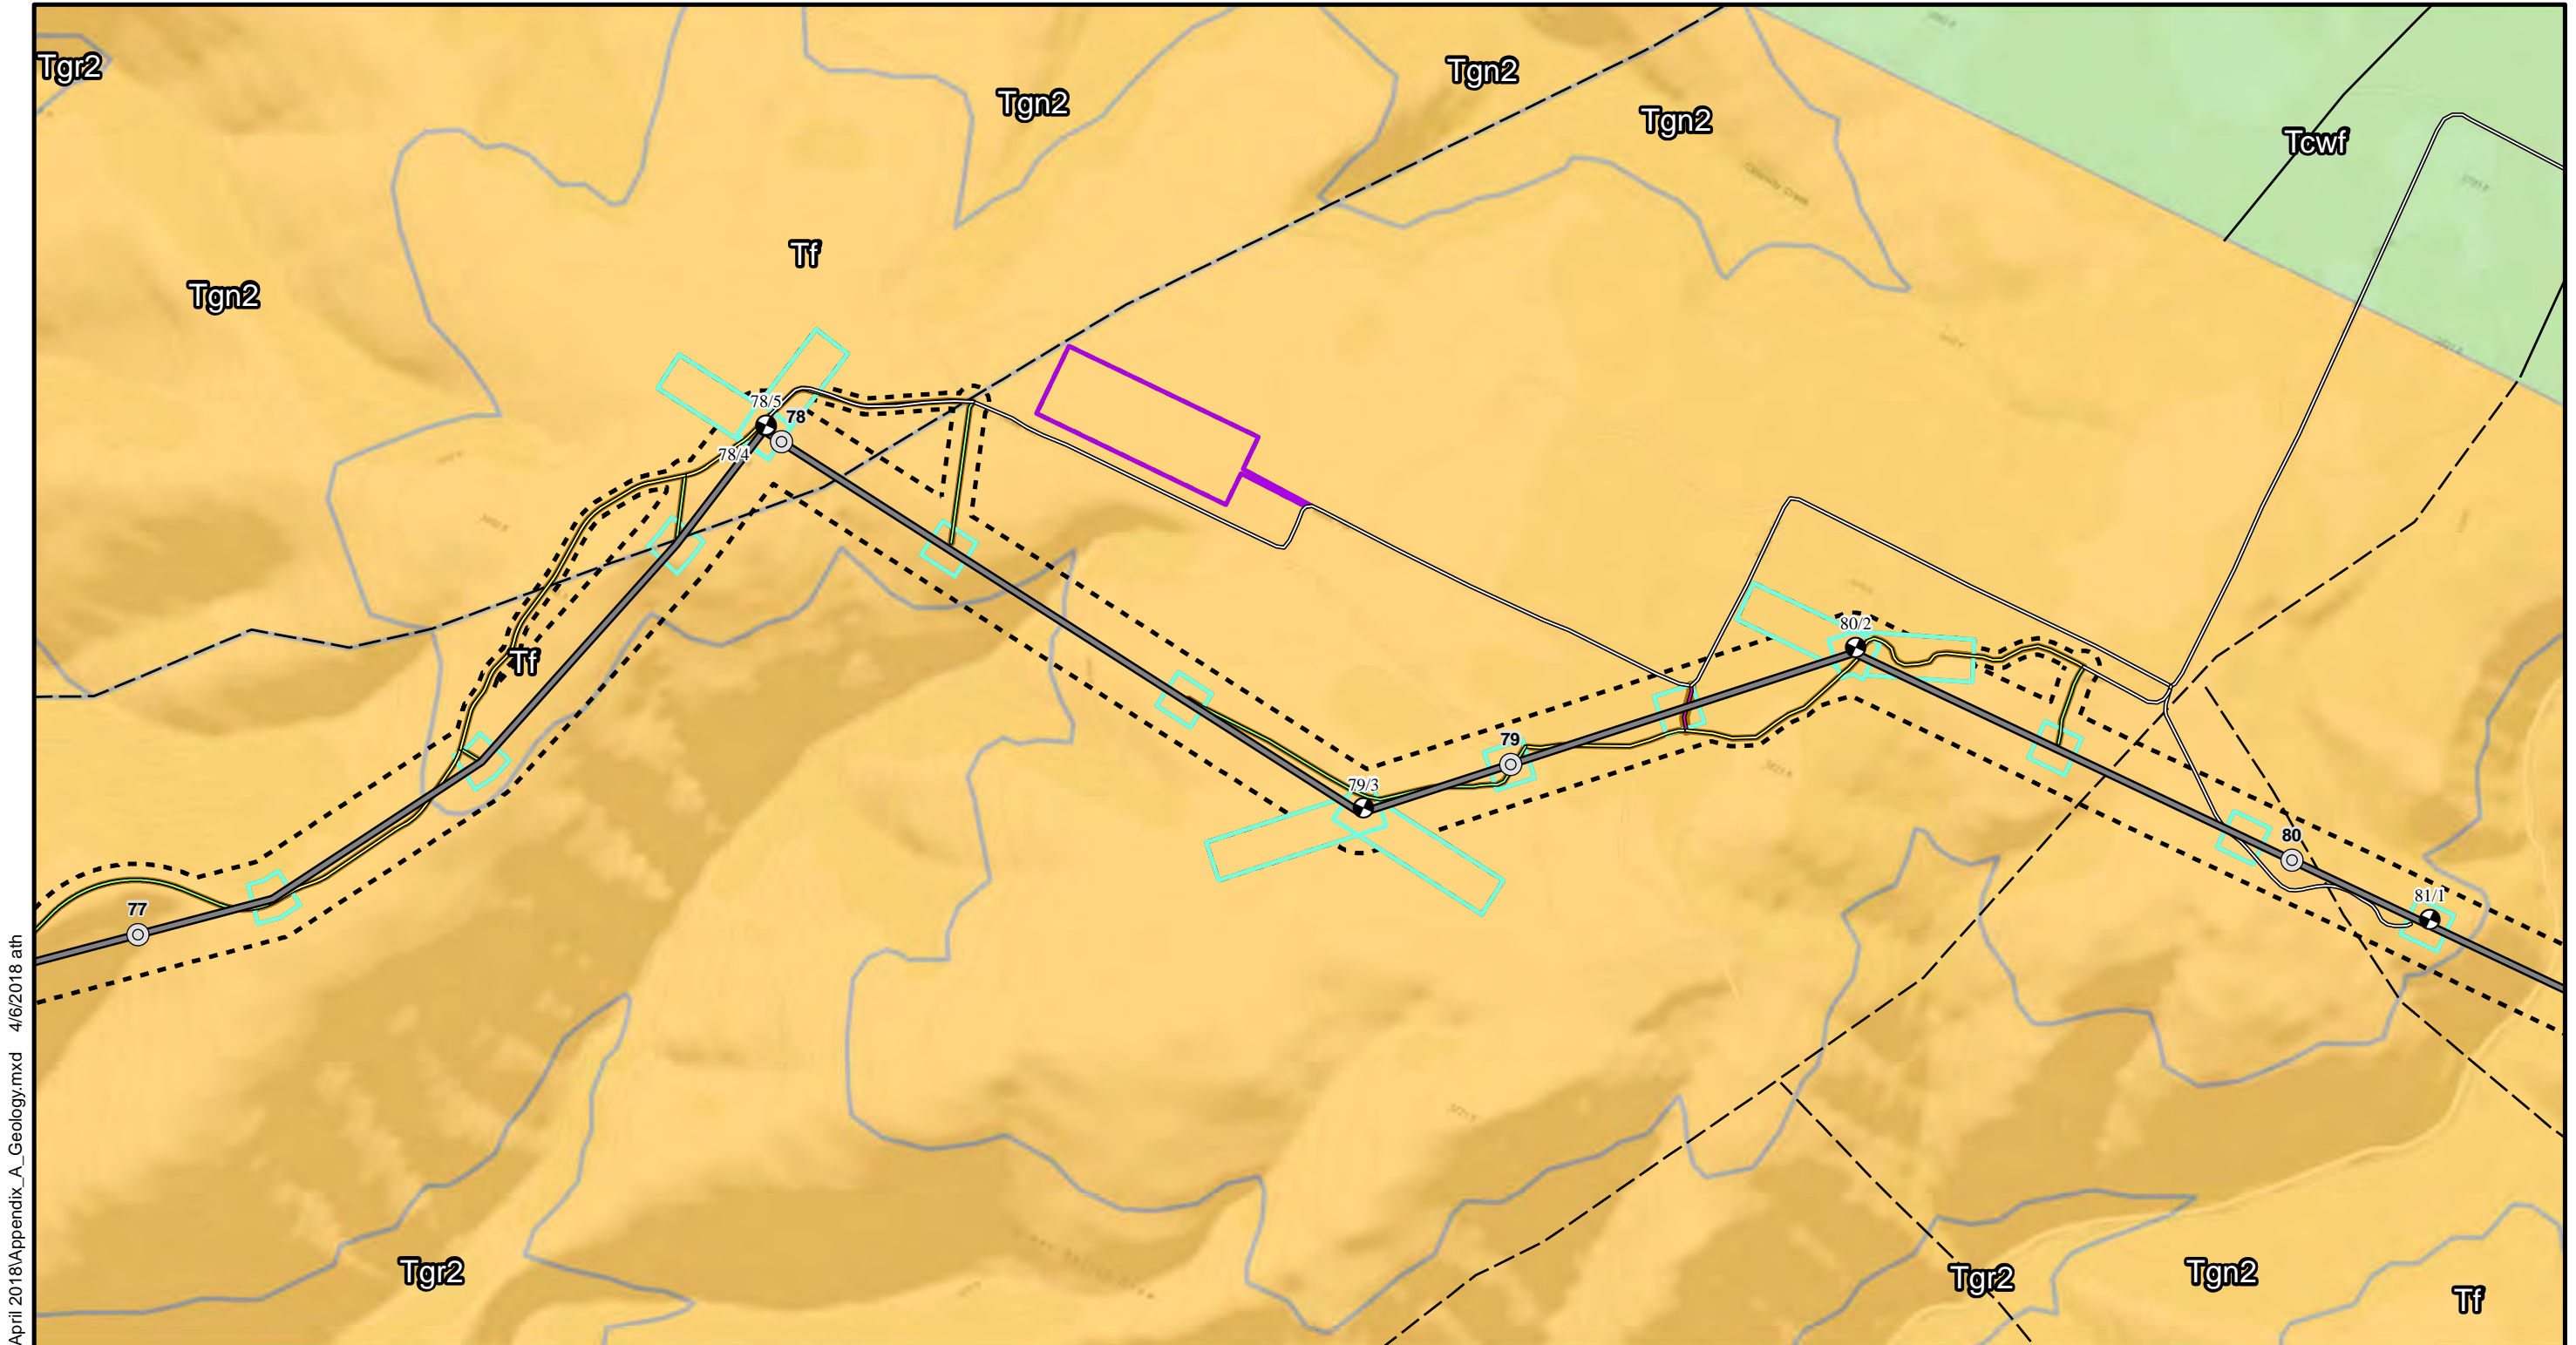 Tgr2
Tgn2
Tgn2
Tgn2
Tcwf
Tf
Tgn2
78/5
78
78/4
80/2
Tf
79
79/3
80
81/1
77
Tgr2
Tgr2
Tgn2
Tf
April 2018\Appendix_A_Geology.mxd 4/6/2018 ath